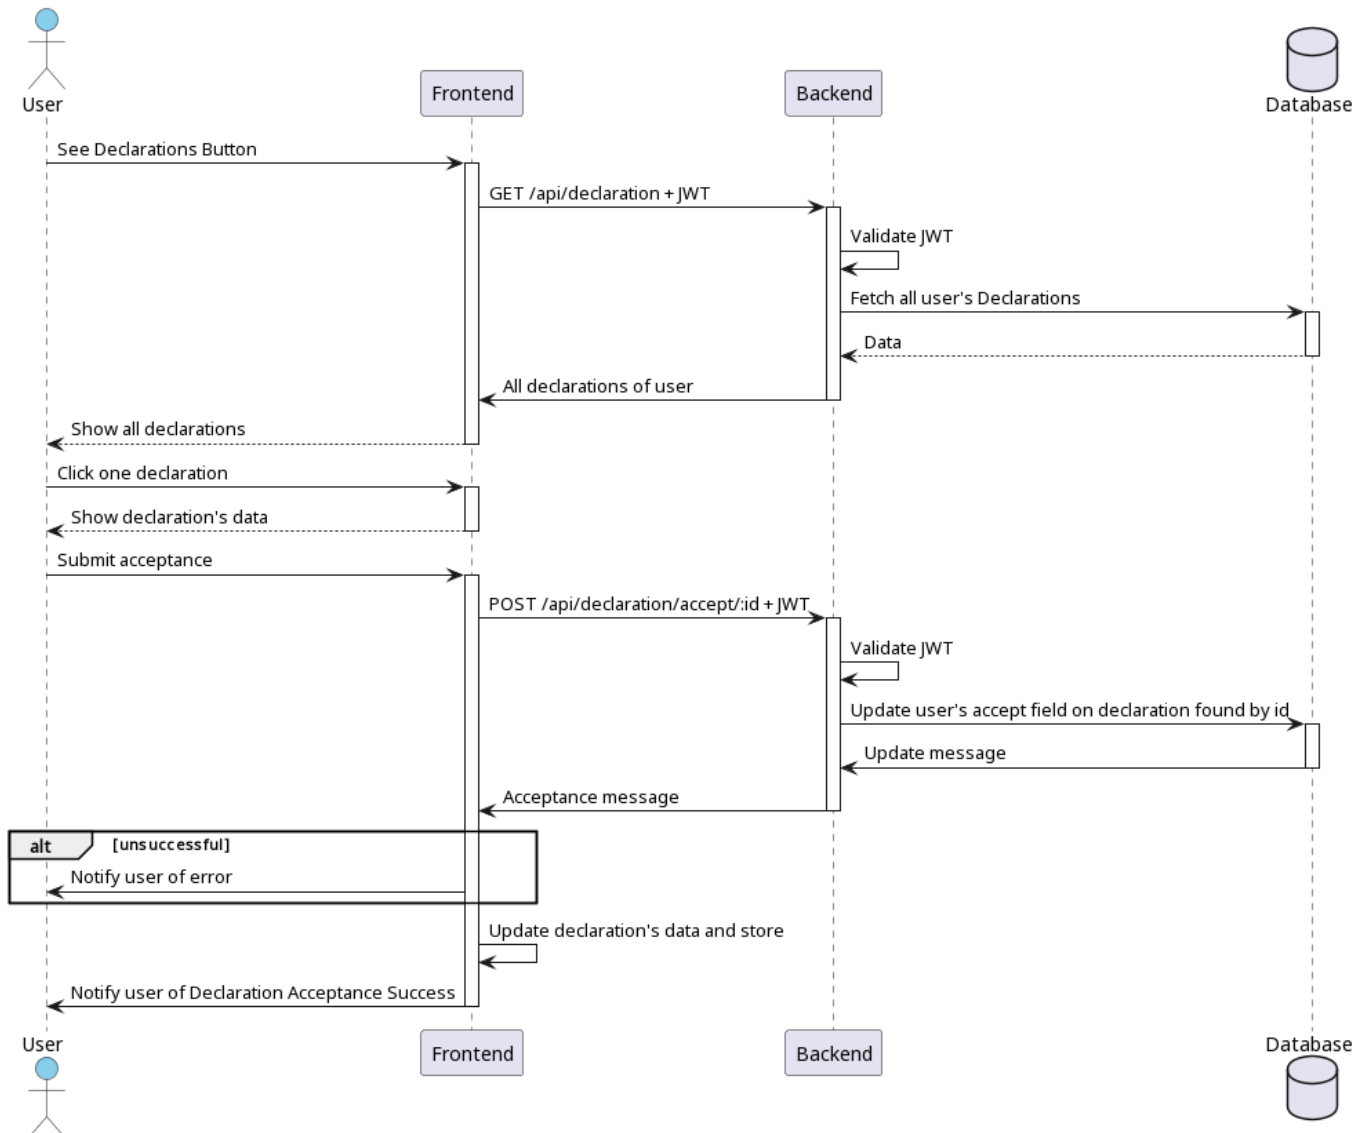 User
Frontend
Backend
Database
See Declarations Button
GET /api/declaration + JWT
Validate JWT
Fetch all user's Declarations
Data
All declarations of user
Show all declarations
Click one declaration
Show declaration's data
Submit acceptance
POST /api/declaration/accept/:id + JWT
Validate JWT
Update user's accept field on declaration found by id
Update message
Acceptance message
alt [unsuccessful]
Notify user of error
Update declaration's data and store
Notify user of Declaration Acceptance Success
User
Frontend
Backend
Database